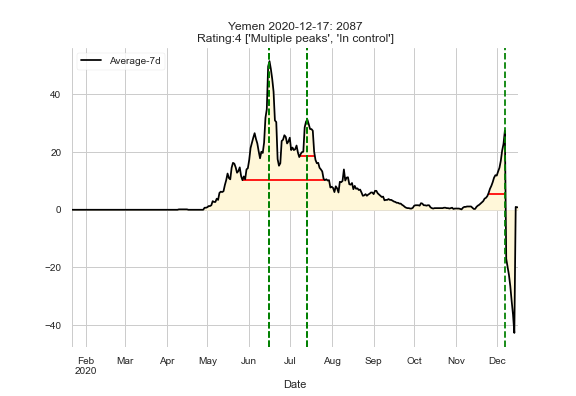 Yemen 2020-12-17: 2087
Rating:4 ['Multiple peaks', 'In control']
Average-7d
40
20
0
−20
−40
Feb Mar Apr May Jun Jul Aug Sep Oct Nov Dec
2020
Date